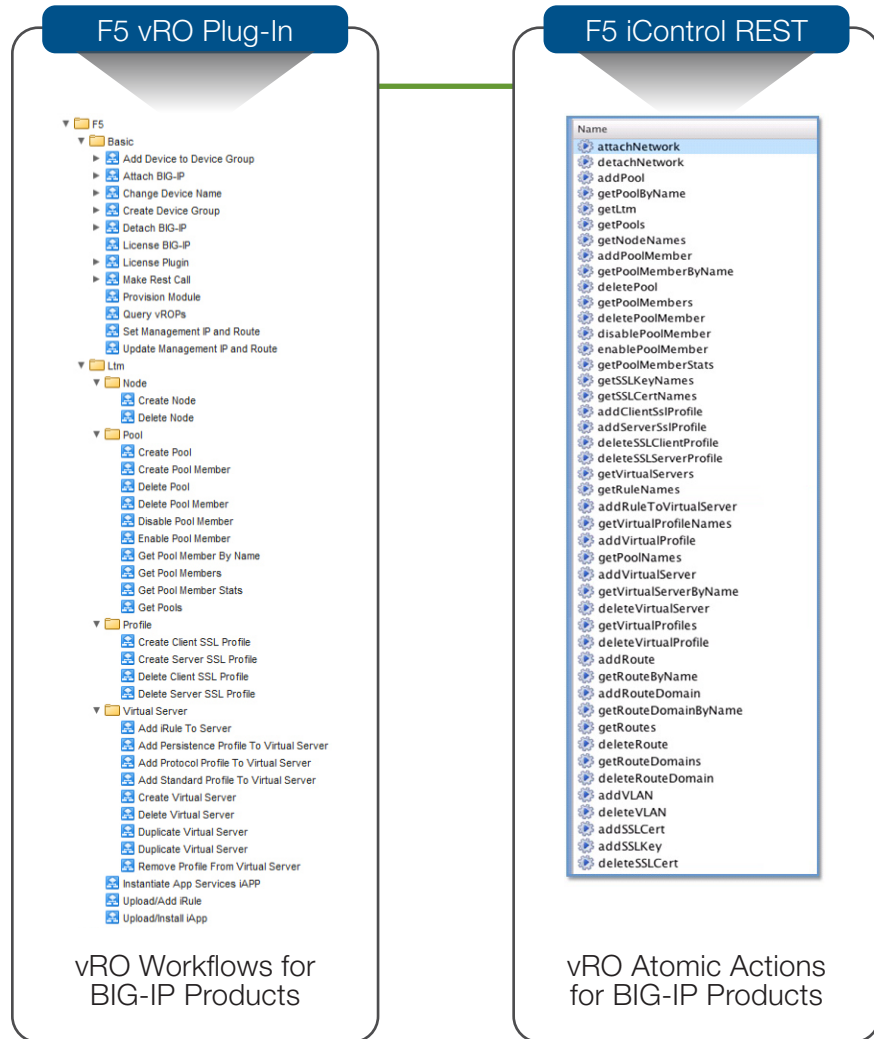 F5 vRO Plug-In
F5
Basic
Add Device to Device Group
Attach BIG-IP
Change Device Name
Create Device Group
Detach BIG-IP
License BIG-IP
License Plugin
Make Rest Call
Provision Module
Query vROPs
Set Management IP and Route
Update Management IP and Route
Ltm
Node
Create Node
Delete Node
Pool
Create Pool
Create Pool Member
Delete Pool
Delete Pool Member
Disable Pool Member
Enable Pool Member
Get Pool Member By Name
Get Pool Members
Get Pool Member Stats
Get Pools
Profile
Create Client SSL Profile
Create Server SSL Profile
Delete Client SSL Profile
Delete Server SSL Profile
Virtual Server
Add iRule To Server
Add Persistence Profile To Virtual Server
Add Protocol Profile To Virtual Server
Add Standard Profile To Virtual Server
Create Virtual Server
Delete Virtual Server
Duplicate Virtual Server
Duplicate Virtual Server
Remove Profile From Virtual Server
Instantiate App Services iAPP
Upload/Add iRule
Upload/Install iApp
vRO Workflows for
BIG-IP Products
F5 iControl REST
Name
attachNetwork
detachNetwork
addPool
getPoolByName
getLtm
getPools
getNodeNames
addPoolMember
getPoolMemberByName
deletePool
getPoolMembers
deletePoolMember
disablePoolMember
enablePoolMember
getPoolMemberStats
getSSLKeyNames
getSSLCertNames
addClientSslProfile
addServerSslProfile
deleteSSLClientProfile
deleteSSLServerProfile
getVirtualServers
getRuleNames
addRuleToVirtualServer
getVirtualProfileNames
addVirtualProfile
getPoolNames
addVirtualServer
getVirtualServerByName
deleteVirtualServer
getVirtualProfiles
deleteVirtualProfile
addRoute
getRouteByName
addRouteDomain
getRouteDomainByName
getRoutes
deleteRoute
getRouteDomains
deleteRouteDomain
addVLAN
deleteVLAN
addSSLCert
addSSLKey
deleteSSLCert
vRO Atomic Actions
for BIG-IP Products